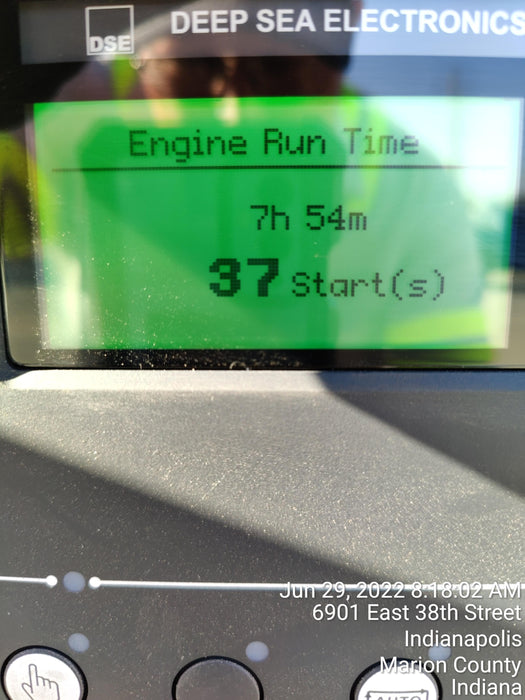 DSE
DEEP SEA ELECTRONICS
Engine Run Time
7h 54m
37 Start(s)
Jun 29, 2022 8:18:02 AM
6901 East 38th Street
Indianapolis
Marion County
Indiana
AUTO